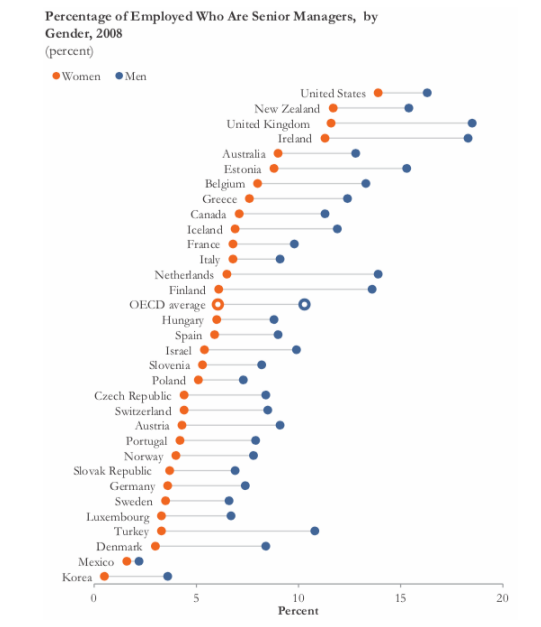 Percentage of Employed Who Are Senior Managers, by
Gender, 2008
(percent)
Women Men
United States
New Zealand
United Kingdom
Ireland
Australia
Estonia
Belgium
Greece
Canada
Iceland
France
Italy
Netherlands
Finland
OECD average
Hungary
Spain
Israel
Slovenia
Poland
Czech Republic
Switzerland
Austria
Portugal
Norway
Slovak Republic
Germany
Sweden
Luxembourg
Turkey
Denmark
Mexico
Korea
0 5 10 15 20
Percent